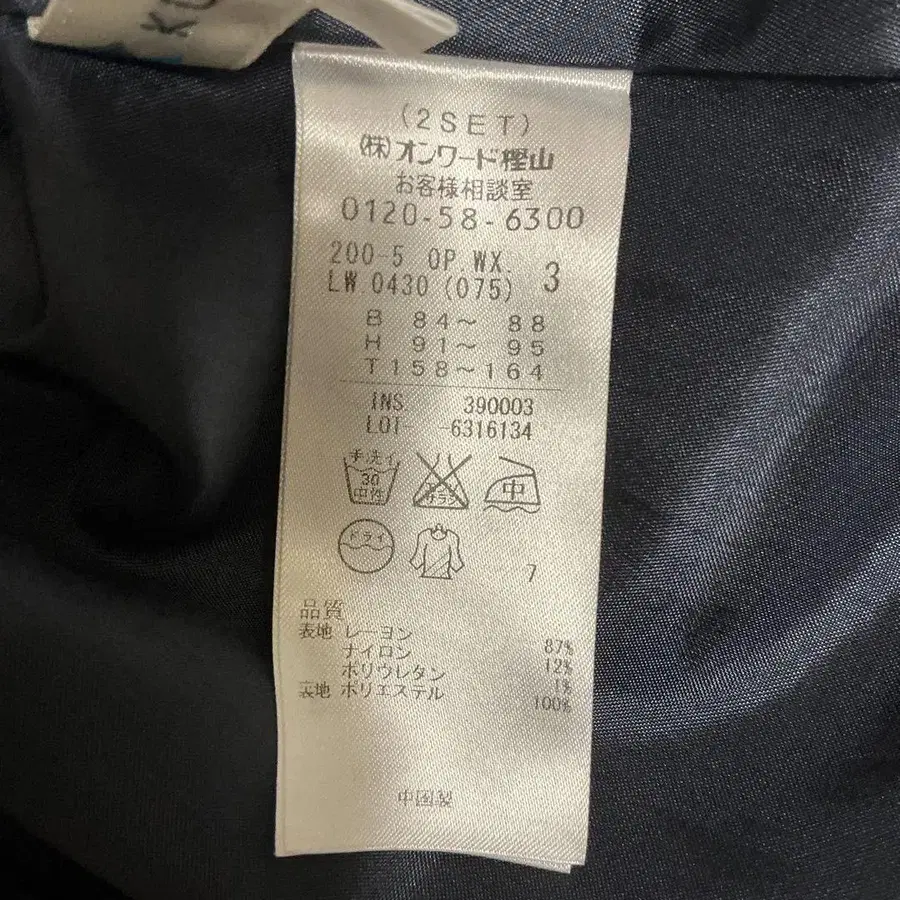 (2SET)
(株)オンワード樫山
お客様相談室
0120-58-6300
200-5 OP WX. 3
LW 0430 (075)
B 84～ 88
H 91～ 95
T 158～164
INS. 390003
LOT- -6316134
手洗イ
30
中性
中
ドライ
7
品質
表地 レーヨン 87%
ナイロン 12%
ポリウレタン 1%
裏地 ポリエステル 100%